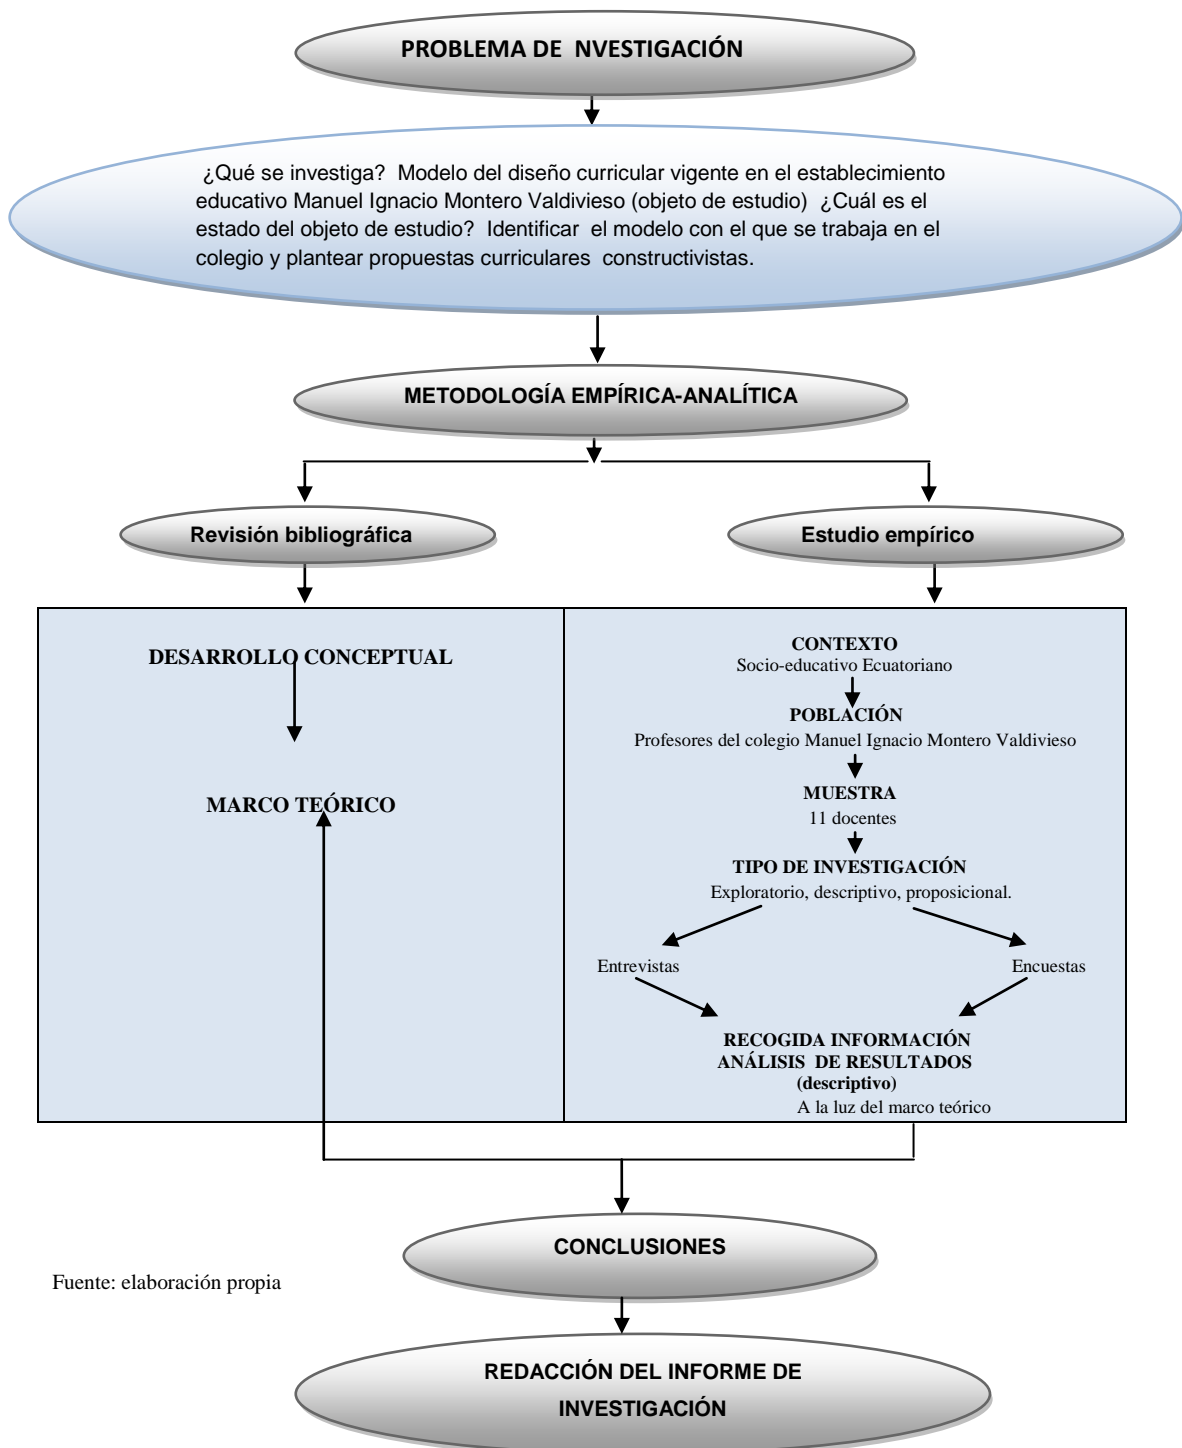 PROBLEMA DE  NVESTIGACIÓN
¿Qué se investiga?  Modelo del diseño curricular vigente en el establecimiento
educativo Manuel Ignacio Montero Valdivieso (objeto de estudio)  ¿Cuál es el
estado del objeto de estudio?  Identificar  el modelo con el que se trabaja en el
colegio y plantear propuestas curriculares  constructivistas.
METODOLOGÍA EMPÍRICA-ANALÍTICA
Revisión bibliográfica
Estudio empírico
DESARROLLO CONCEPTUAL
MARCO TEÓRICO
CONTEXTO
Socio-educativo Ecuatoriano
POBLACIÓN
Profesores del colegio Manuel Ignacio Montero Valdivieso
MUESTRA
11 docentes
TIPO DE INVESTIGACIÓN
Exploratorio, descriptivo, proposicional.
Entrevistas
Encuestas
RECOGIDA INFORMACIÓN
ANÁLISIS  DE RESULTADOS
(descriptivo)
A la luz del marco teórico
CONCLUSIONES
Fuente: elaboración propia
REDACCIÓN DEL INFORME DE
INVESTIGACIÓN